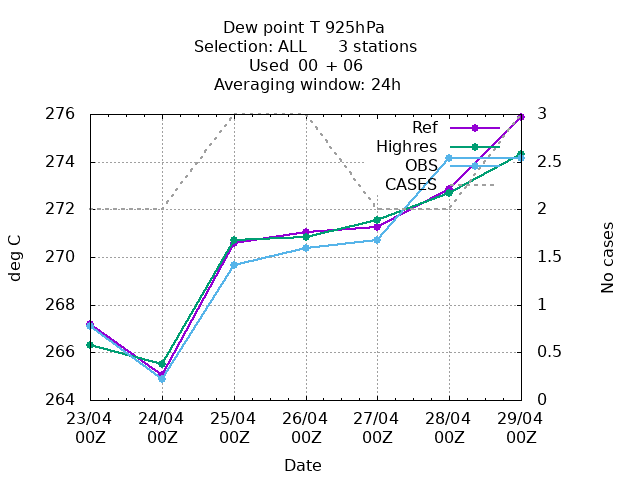 Dew point T 925hPa
Selection: ALL 3 stations
Used 00 + 06
Averaging window: 24h
276
274
272
270
268
266
264
deg C
3
2.5
2
1.5
1
0.5
0
No cases
Ref
Highres
OBS
CASES
23/04 24/04 25/04 26/04 27/04 28/04 29/04
00Z 00Z 00Z 00Z 00Z 00Z 00Z
Date